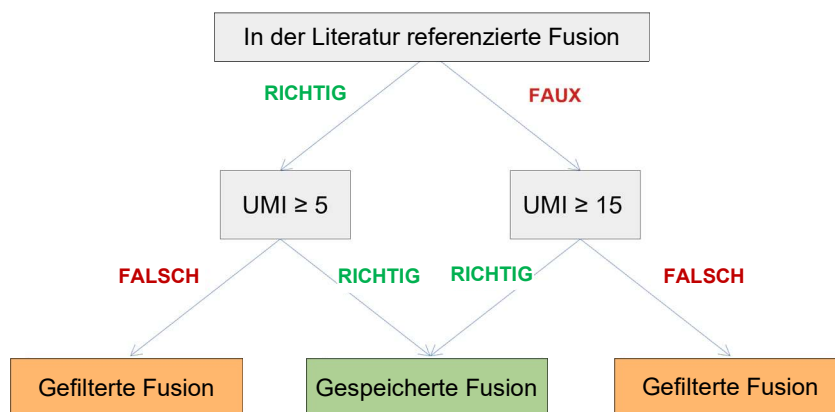 In der Literatur referenzierte Fusion
RICHTIG
FAUX
UMI ≥ 5
UMI ≥ 15
FALSCH
RICHTIG
RICHTIG
FALSCH
Gefilterte Fusion
Gespeicherte Fusion
Gefilterte Fusion